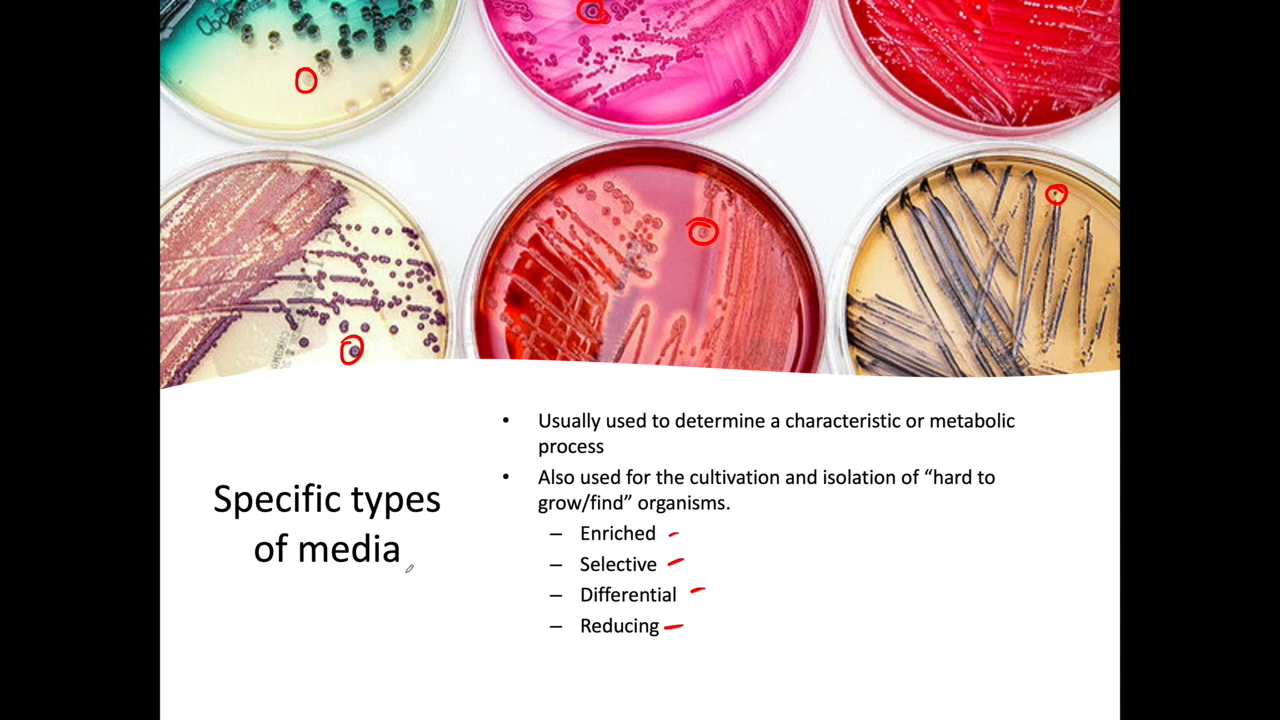 Specific types
of media
• Usually used to determine a characteristic or metabolic
process
• Also used for the cultivation and isolation of “hard to
grow/find” organisms.
– Enriched
– Selective
– Differential
– Reducing